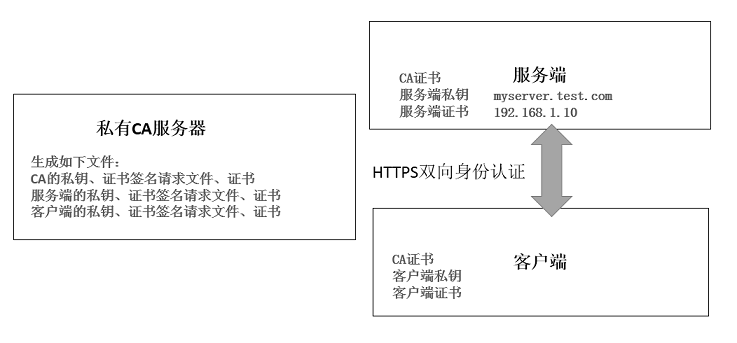 私有CA服务器
生成如下文件：
CA的私钥、证书签名请求文件、证书
服务端的私钥、证书签名请求文件、证书
客户端的私钥、证书签名请求文件、证书
服务端
CA证书
服务端私钥 myserver.test.com
服务端证书 192.168.1.10
HTTPS双向身份认证
客户端
CA证书
客户端私钥
客户端证书